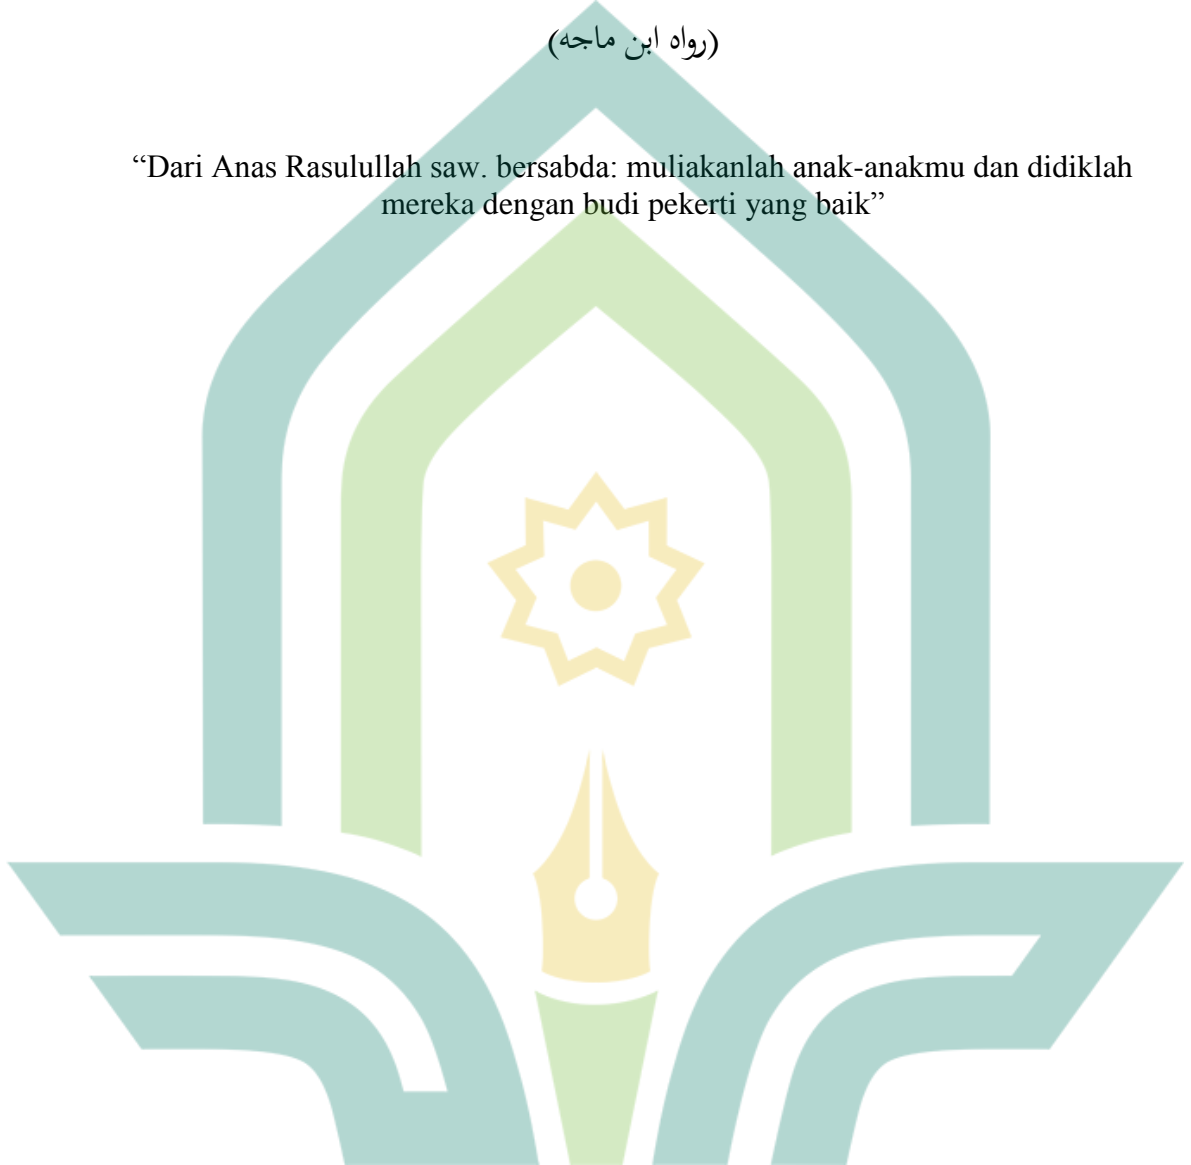 (رواه ابن ماجه)
“Dari Anas Rasulullah saw. bersabda: muliakanlah anak-anakmu dan didiklah
mereka dengan budi pekerti yang baik”